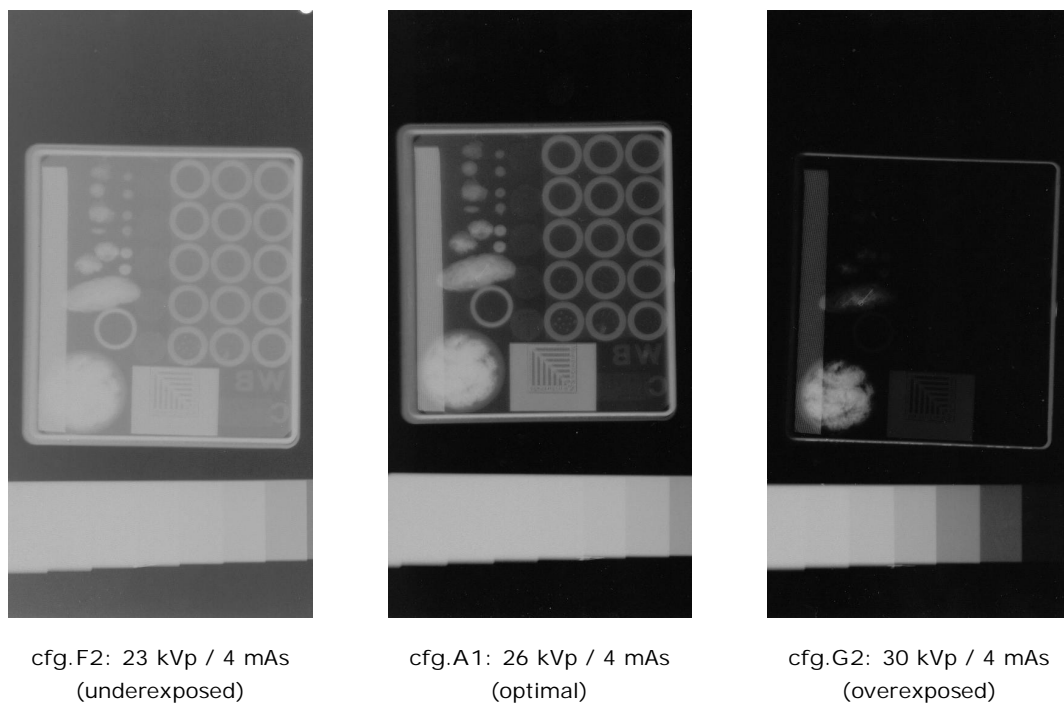 cfg.F2: 23 kVp / 4 mAs
(underexposed)
cfg.A1: 26 kVp / 4 mAs
(optimal)
cfg.G2: 30 kVp / 4 mAs
(overexposed)